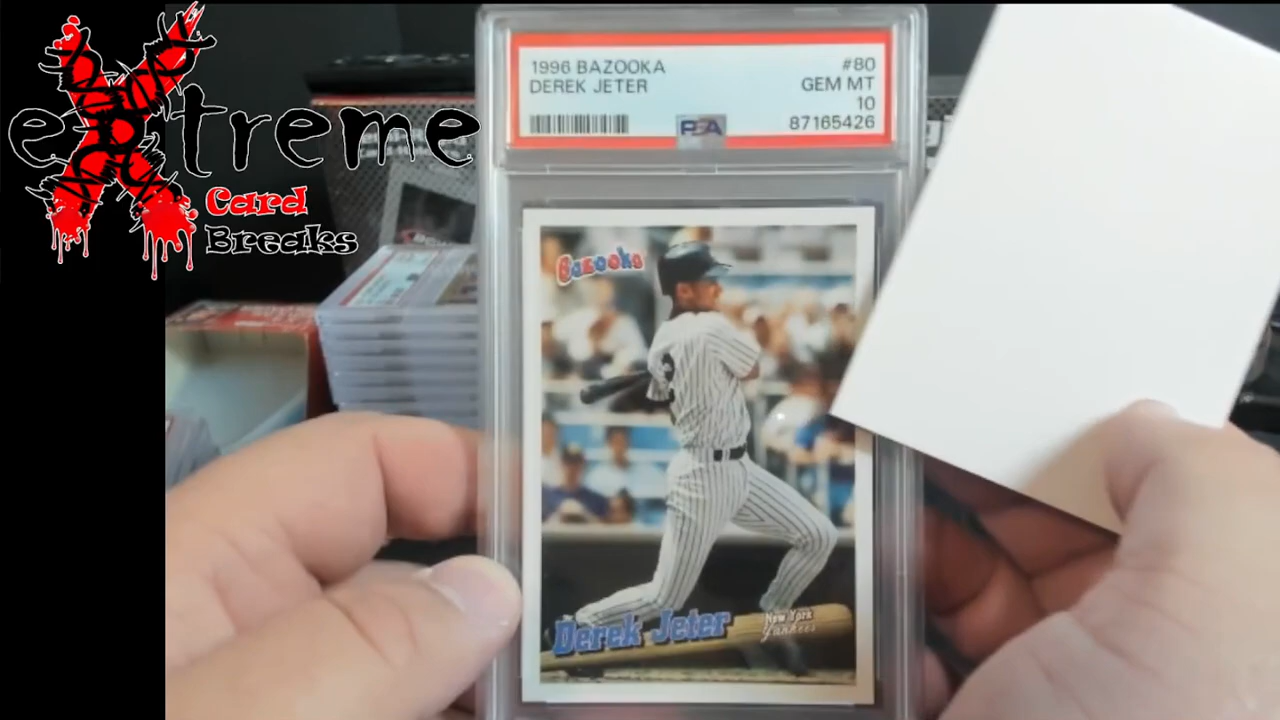 extreme
Card
Breaks
1996 BAZOOKA #80
DEREK JETER GEM MT
10
PSA 87165426
Bazooka
2
Derek Jeter
New York
Yankees